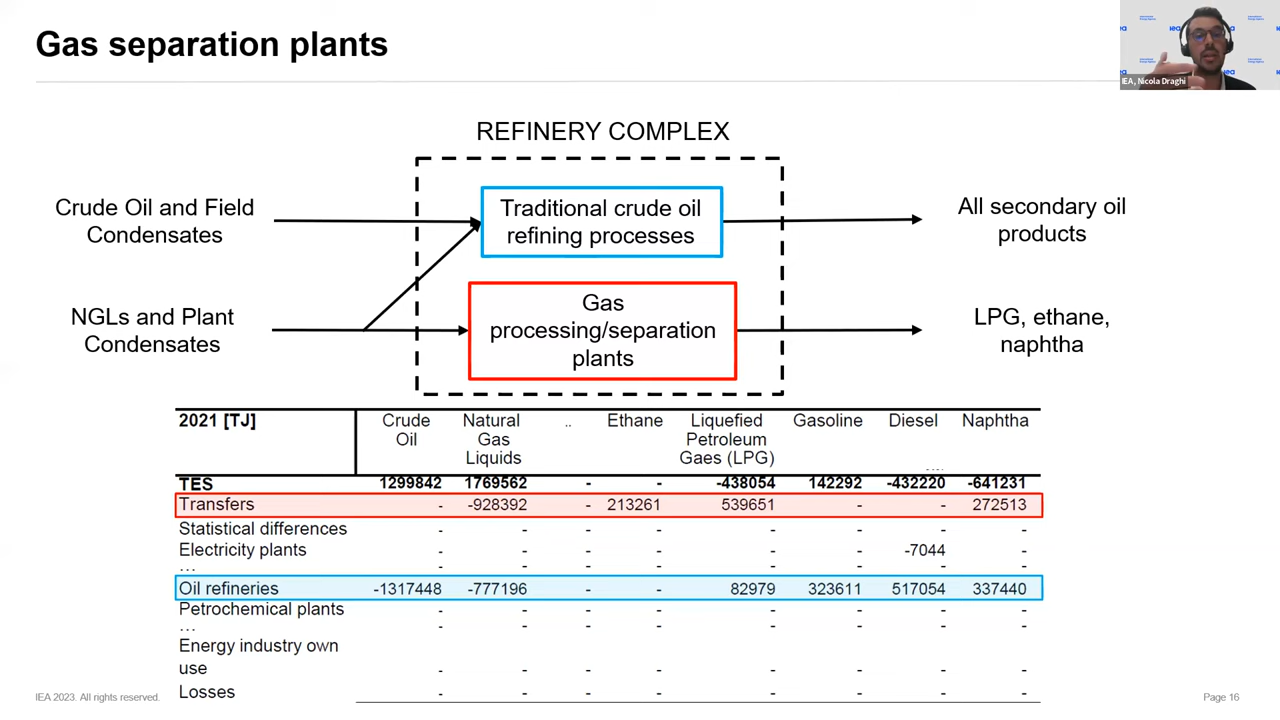 Gas separation plants
IEA, Nicola Draghi
REFINERY COMPLEX
Crude Oil and Field
Condensates
Traditional crude oil
refining processes
All secondary oil
products
NGLs and Plant
Condensates
Gas
processing/separation
plants
LPG, ethane,
naphtha
2021 [TJ] Crude Oil Natural Gas Liquids .. Ethane Liquefied Petroleum Gaes (LPG) Gasoline Diesel Naphtha
TES 1299842 1769562 - - -438054 142292 -432220 -641231
Transfers - -928392 - 213261 539651 - - 272513
Statistical differences - - - - - - - -
Electricity plants - - - - - - -7044 -
... - - - - - - - -
Oil refineries -1317448 -777196 - - 82979 323611 517054 337440
Petrochemical plants - - - - - - - -
... - - - - - - - -
Energy industry own
use - - - - - - - -
Losses - - - - - - - -
IEA 2023. All rights reserved.
Page 16